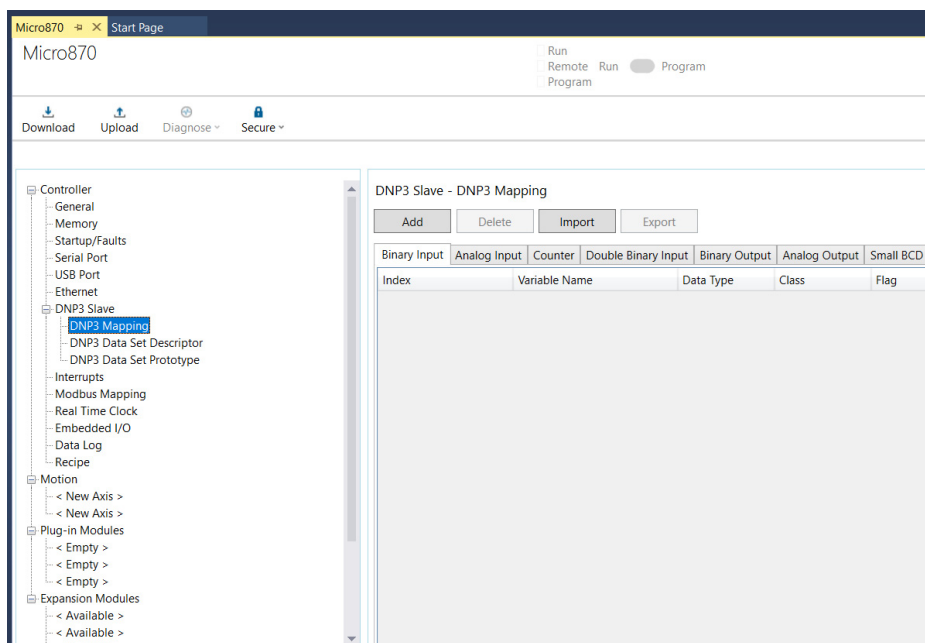 Micro870 Start Page
Micro870
Run
Remote Run Program
Program
Download Upload Diagnose Secure
Controller
General
Memory
Startup/Faults
Serial Port
USB Port
Ethernet
DNP3 Slave
DNP3 Mapping
DNP3 Data Set Descriptor
DNP3 Data Set Prototype
Interrupts
Modbus Mapping
Real Time Clock
Embedded I/O
Data Log
Recipe
Motion
< New Axis >
< New Axis >
Plug-in Modules
< Empty >
< Empty >
< Empty >
Expansion Modules
< Available >
< Available >
DNP3 Slave - DNP3 Mapping
Add Delete Import Export
Binary Input Analog Input Counter Double Binary Input Binary Output Analog Output Small BCD
Index Variable Name Data Type Class Flag